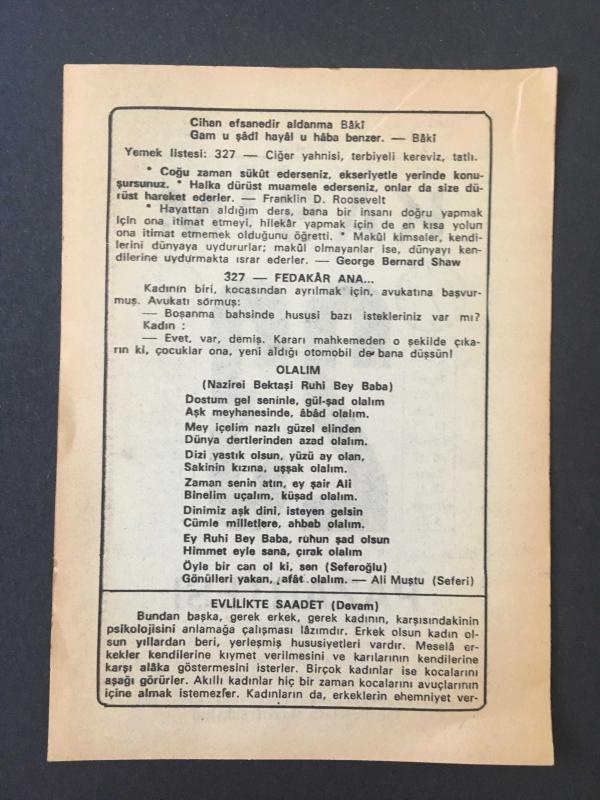 Cihan efsanedir aldanma Bâkî
Gam u şâdî hayâl u hâba benzer. — Bâkî
Yemek listesi: 327 — Ciğer yahnisi, terbiyeli kereviz, tatlı.
* Çoğu zaman sükût ederseniz, ekseriyetle yerinde konu-
şursunuz. * Halka dürüst muamele ederseniz, onlar da size dü-
rüst hareket ederler. — Franklin D. Roosevelt
* Hayattan aldığım ders, bana bir insanı doğru yapmak
için ona itimat etmeyi, hilekâr yapmak için de en kısa yolun
ona itimat etmemek olduğunu öğretti. * Makûl kimseler, kendi-
lerini dünyaya uydururlar; makûl olmayanlar ise, dünyayı ken-
dilerine uydurmakta ısrar ederler. — George Bernard Shaw
327 — FEDAKÂR ANA...
Kadının biri, kocasından ayrılmak için, avukatına başvur-
muş. Avukatı sormuş:
— Boşanma bahsinde hususi bazı istekleriniz var mı?
Kadın :
— Evet, var, demiş. Kararı mahkemeden o şekilde çıka-
rın ki, çocuklar ona, yeni aldığı otomobil de bana düşsün!
OLALIM
(Nazirei Bektaşi Ruhi Bey Baba)
Dostum gel seninle, gül-şad olalım
Aşk meyhanesinde, âbâd olalım.
Mey içelim nazlı güzel elinden
Dünya dertlerinden azad olalım.
Dizi yastık olsun, yüzü ay olan,
Sakinin kızına, uşşak olalım.
Zaman senin atın, ey şair Ali
Binelim uçalım, küşad olalım.
Dinimiz aşk dini, isteyen gelsin
Cümle milletlere, ahbab olalım.
Ey Ruhi Bey Baba, ruhun şad olsun
Himmet eyle sana, çırak olalım
Öyle bir can ol ki, sen (Seferoğlu)
Gönülleri yakan, afât olalım. — Ali Muştu (Seferi)
EVLİLİKTE SAADET (Devam)
Bundan başka, gerek erkek, gerek kadının, karşısındakinin
psikolojisini anlamağa çalışması lâzımdır. Erkek olsun kadın ol-
sun yıllardan beri, yerleşmiş hususiyetleri vardır. Meselâ er-
kekler kendilerine kıymet verilmesini ve karılarının kendilerine
karşı alâka göstermesini isterler. Birçok kadınlar ise kocalarını
aşağı görürler. Akıllı kadınlar hiç bir zaman kocalarını avuçlarının
içine almak istemezler. Kadınların da, erkeklerin ehemniyet ver-